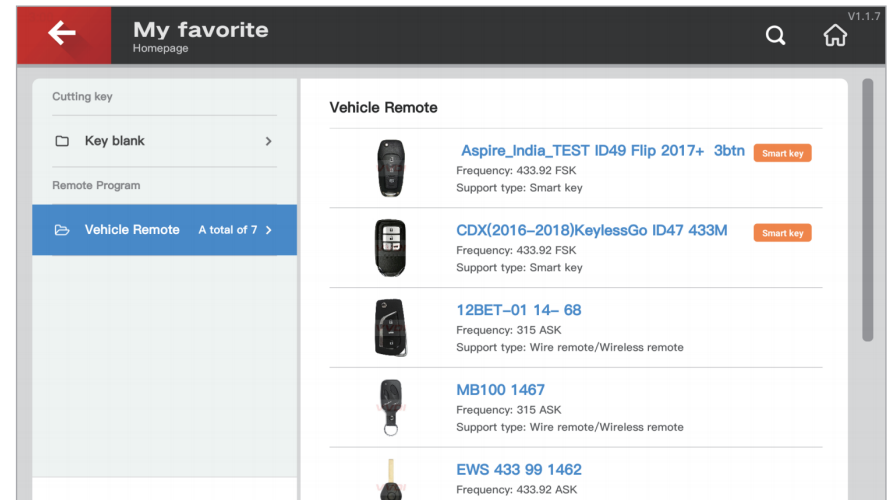 My favorite
Homepage
V1.1.7
Cutting key
Key blank
Remote Program
Vehicle Remote A total of 7
Vehicle Remote
Aspire_India_TEST ID49 Flip 2017+ 3btn Smart key
Frequency: 433.92 FSK
Support type: Smart key
CDX(2016–2018)KeylessGo ID47 433M Smart key
Frequency: 433.92 FSK
Support type: Smart key
12BET–01 14– 68
Frequency: 315 ASK
Support type: Wire remote/Wireless remote
MB100 1467
Frequency: 315 ASK
Support type: Wire remote/Wireless remote
EWS 433 99 1462
Frequency: 433.92 ASK